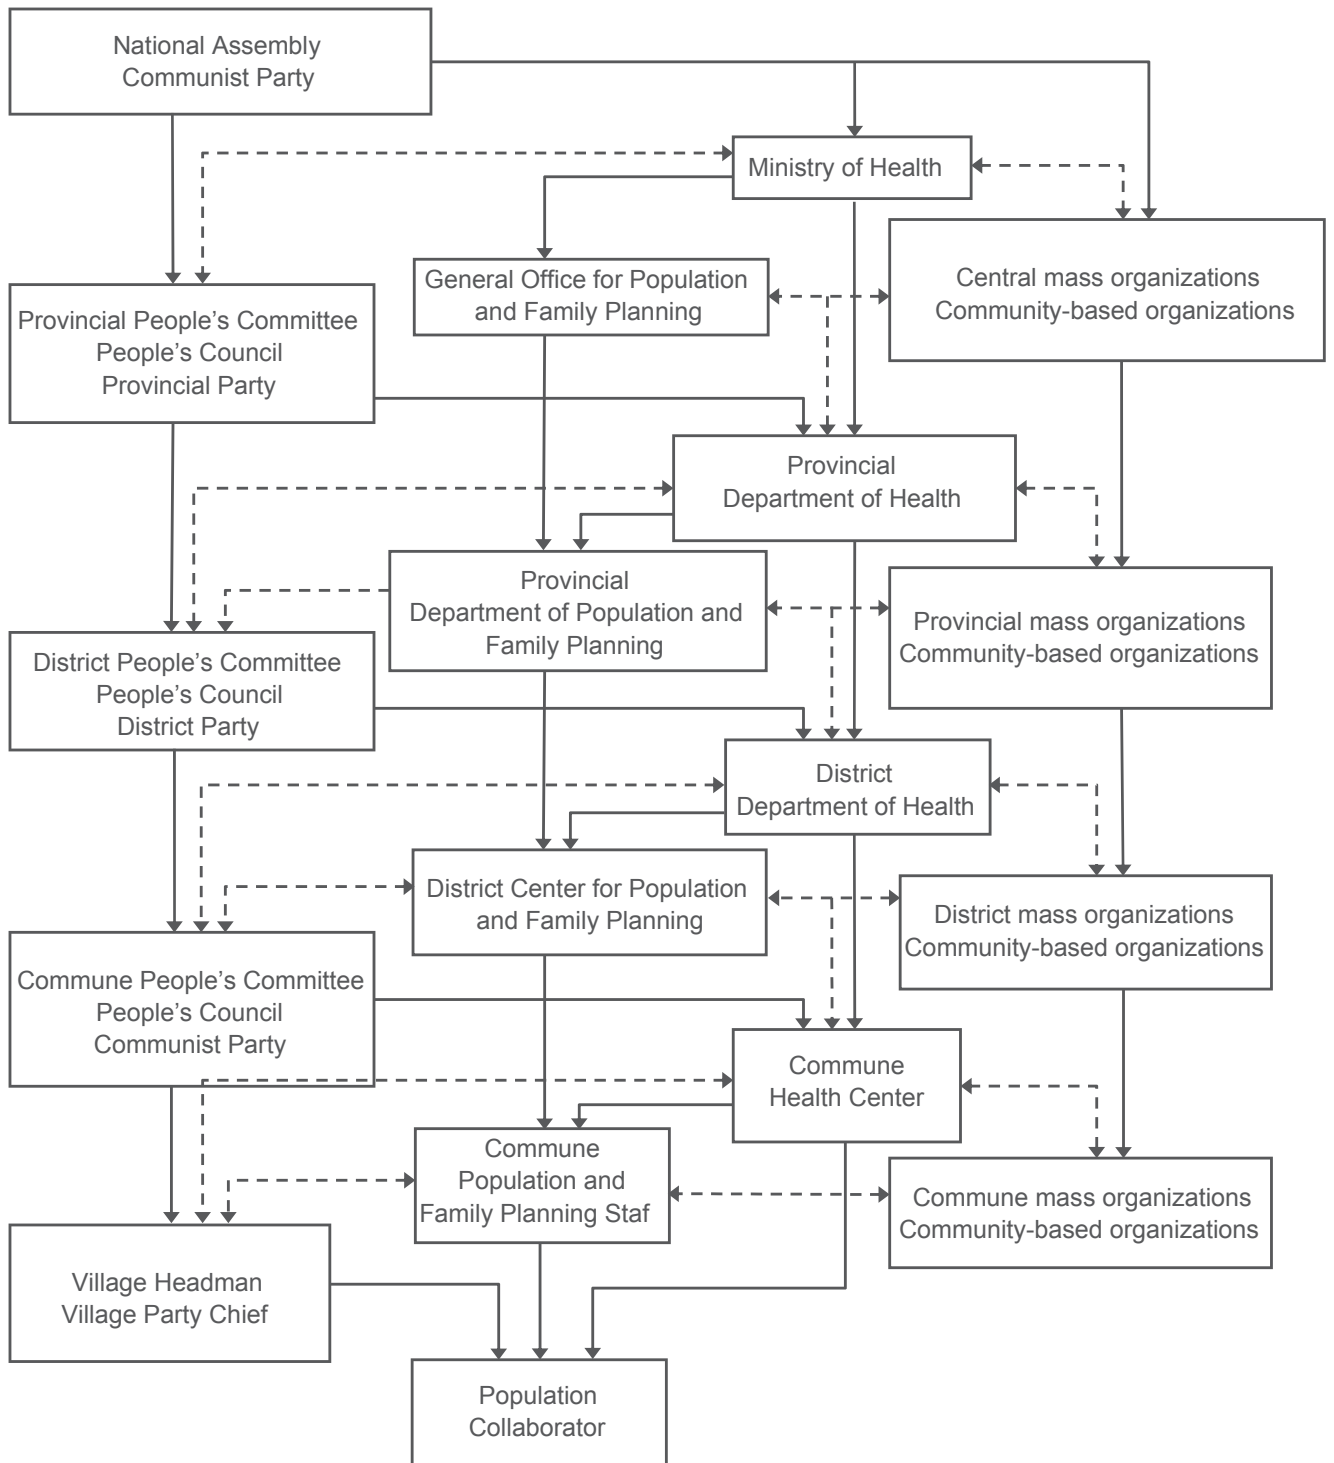 National Assembly
Communist Party
Ministry of Health
General Office for Population
and Family Planning
Central mass organizations
Community-based organizations
Provincial People’s Committee
People’s Council
Provincial Party
Provincial
Department of Health
Provincial
Department of Population and
Family Planning
Provincial mass organizations
Community-based organizations
District People’s Committee
People’s Council
District Party
District
Department of Health
District Center for Population
and Family Planning
District mass organizations
Community-based organizations
Commune People’s Committee
People’s Council
Communist Party
Commune
Health Center
Commune
Population and
Family Planning Staf
Commune mass organizations
Community-based organizations
Village Headman
Village Party Chief
Population
Collaborator